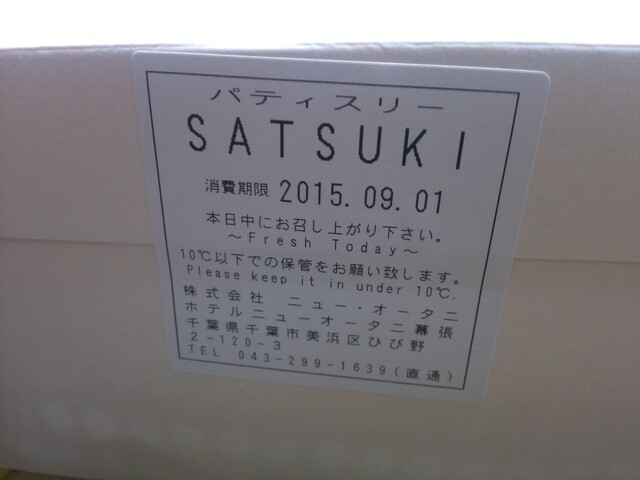 パティスリー
SATSUKI
消費期限 2015.09.01
本日中にお召し上がり下さい。
～Fresh Today～
10℃以下での保管をお願い致します。
Please keep it in under 10℃.
株式会社 ニュー・オータニ
ホテルニューオータニ幕張
千葉県千葉市美浜区ひび野
2-120-3
TEL 043-299-1639(直通)